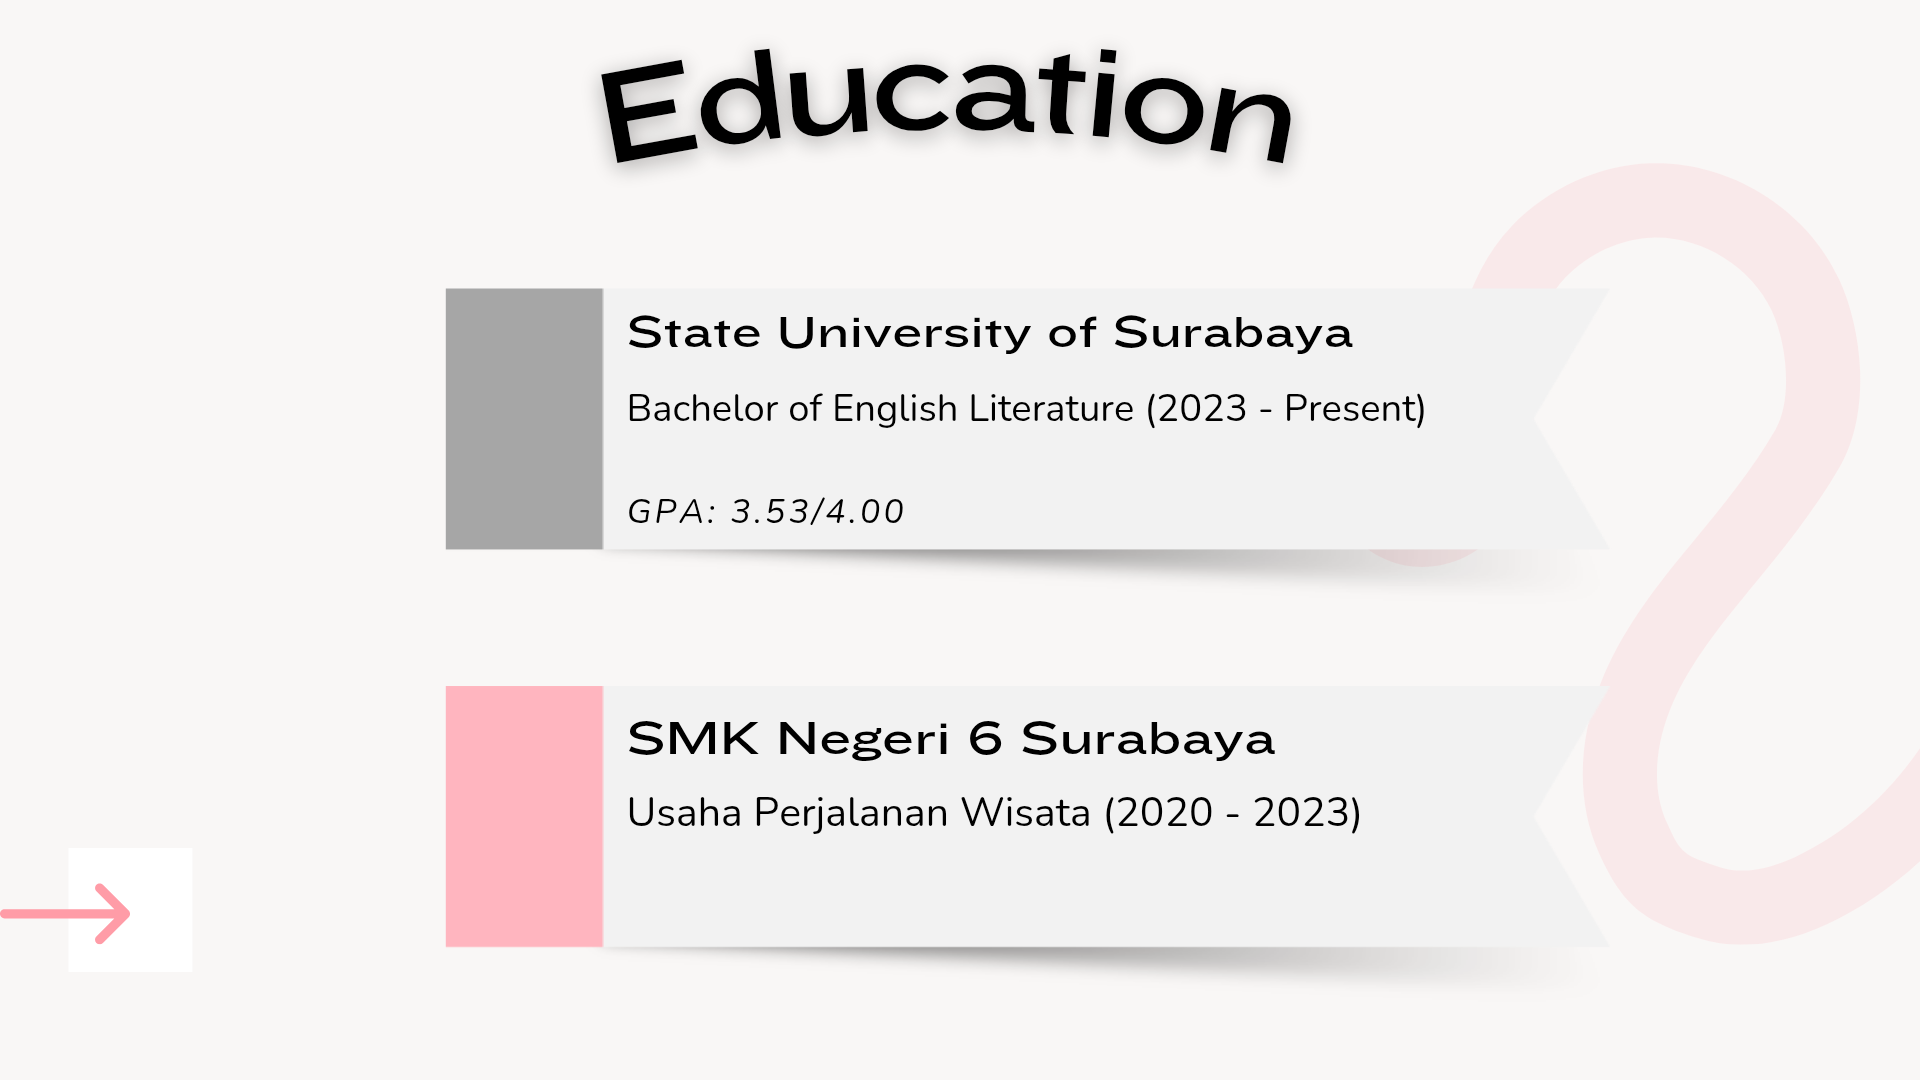 Education
State University of Surabaya
Bachelor of English Literature (2023 - Present)
GPA: 3.53/4.00
SMK Negeri 6 Surabaya
Usaha Perjalanan Wisata (2020 - 2023)